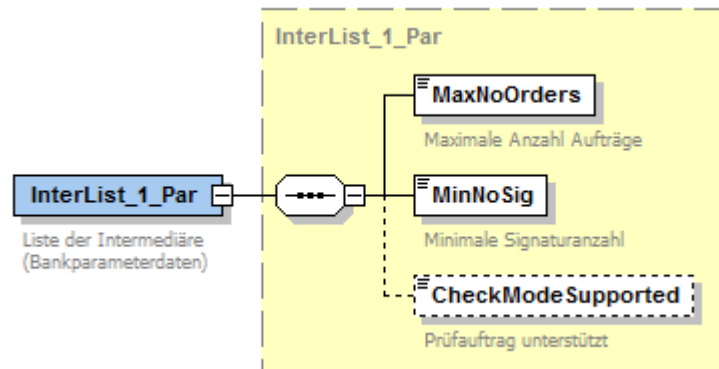 InterList_1_Par
MaxNoOrders
Maximale Anzahl Aufträge
InterList_1_Par
Liste der Intermediäre
(Bankparameterdaten)
MinNoSig
Minimale Signaturanzahl
CheckModeSupported
Prüfauftrag unterstützt